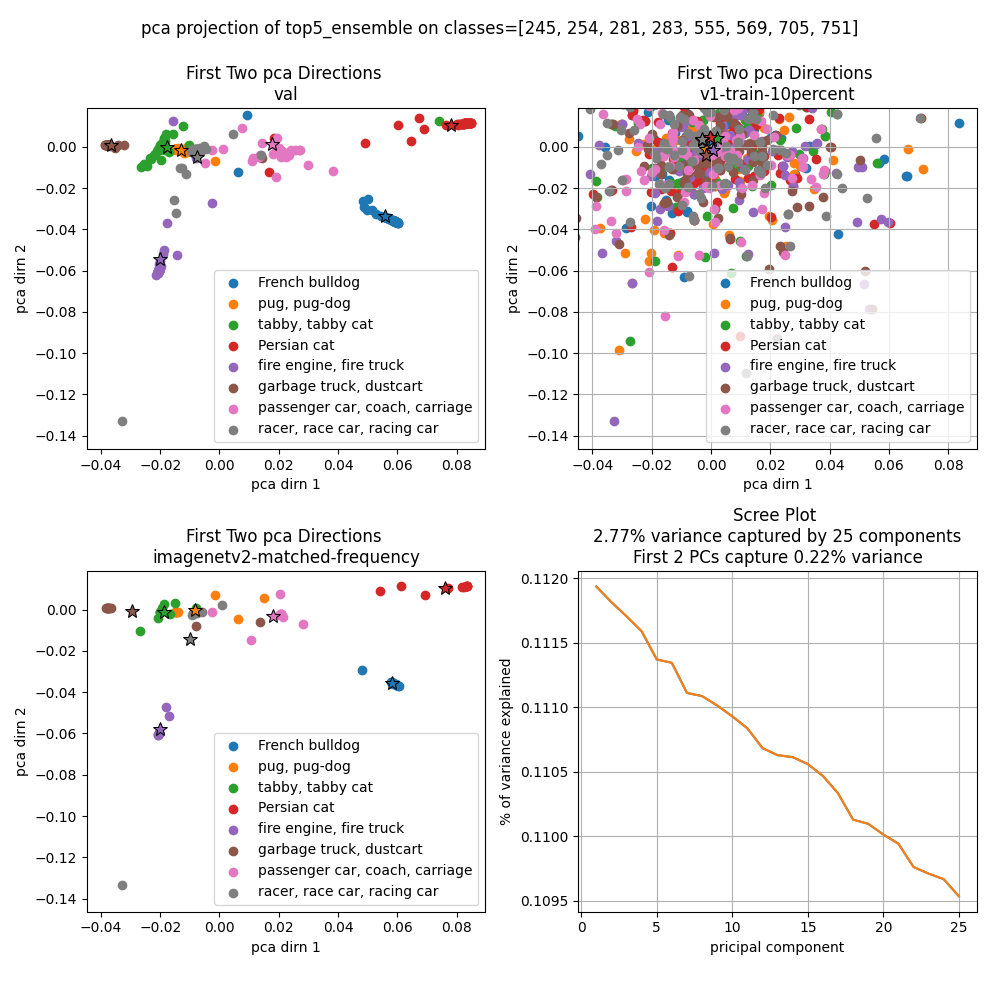 pca projection of top5_ensemble on classes=[245, 254, 281, 283, 555, 569, 705, 751]
First Two pca Directions
val
0.00
−0.02
−0.04
−0.06
−0.08
−0.10
−0.12
−0.14
pca dirn 2
French bulldog
pug, pug-dog
tabby, tabby cat
Persian cat
fire engine, fire truck
garbage truck, dustcart
passenger car, coach, carriage
racer, race car, racing car
−0.04 −0.02 0.00 0.02 0.04 0.06 0.08
pca dirn 1
First Two pca Directions
v1-train-10percent
0.00
−0.02
−0.04
−0.06
−0.08
−0.10
−0.12
−0.14
pca dirn 2
French bulldog
pug, pug-dog
tabby, tabby cat
Persian cat
fire engine, fire truck
garbage truck, dustcart
passenger car, coach, carriage
racer, race car, racing car
−0.04 −0.02 0.00 0.02 0.04 0.06 0.08
pca dirn 1
First Two pca Directions
imagenetv2-matched-frequency
0.00
−0.02
−0.04
−0.06
−0.08
−0.10
−0.12
−0.14
pca dirn 2
French bulldog
pug, pug-dog
tabby, tabby cat
Persian cat
fire engine, fire truck
garbage truck, dustcart
passenger car, coach, carriage
racer, race car, racing car
−0.04 −0.02 0.00 0.02 0.04 0.06 0.08
pca dirn 1
Scree Plot
2.77% variance captured by 25 components
First 2 PCs capture 0.22% variance
0.1120
0.1115
0.1110
0.1105
0.1100
0.1095
% of variance explained
0 5 10 15 20 25
pricipal component